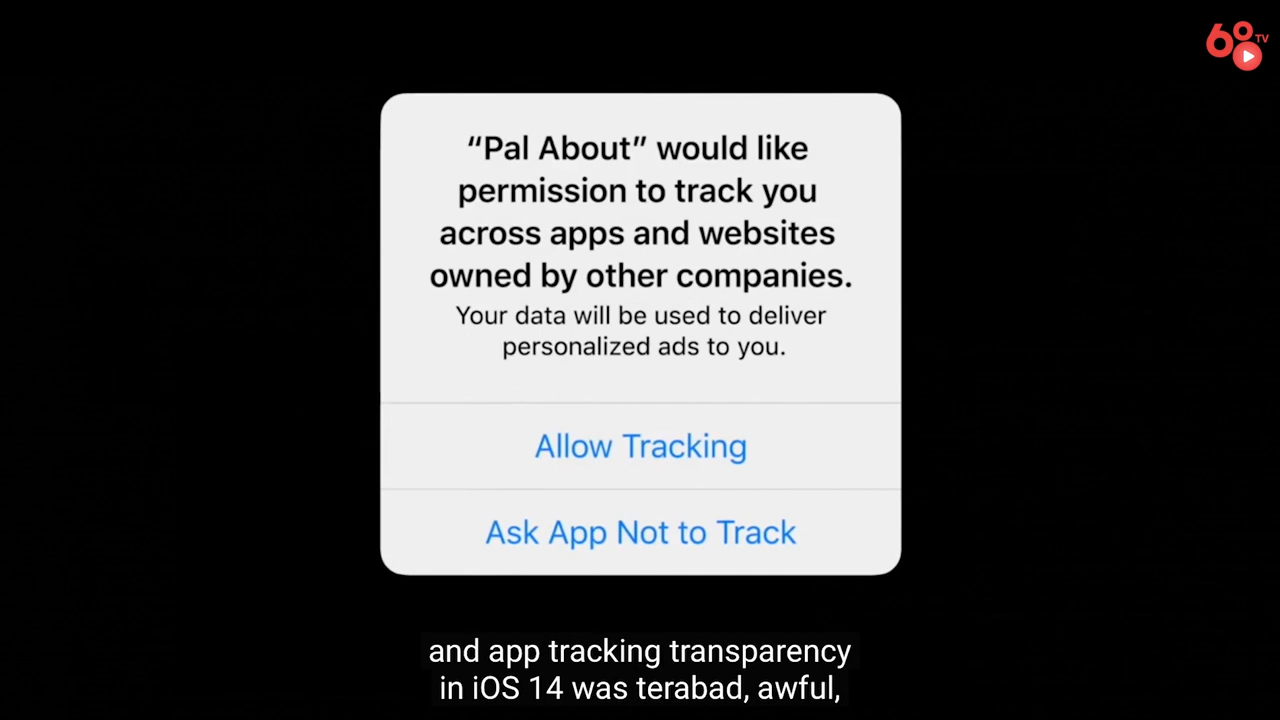 60 TV
“Pal About” would like
permission to track you
across apps and websites
owned by other companies.
Your data will be used to deliver
personalized ads to you.
Allow Tracking
Ask App Not to Track
and app tracking transparency
in iOS 14 was terabad, awful,